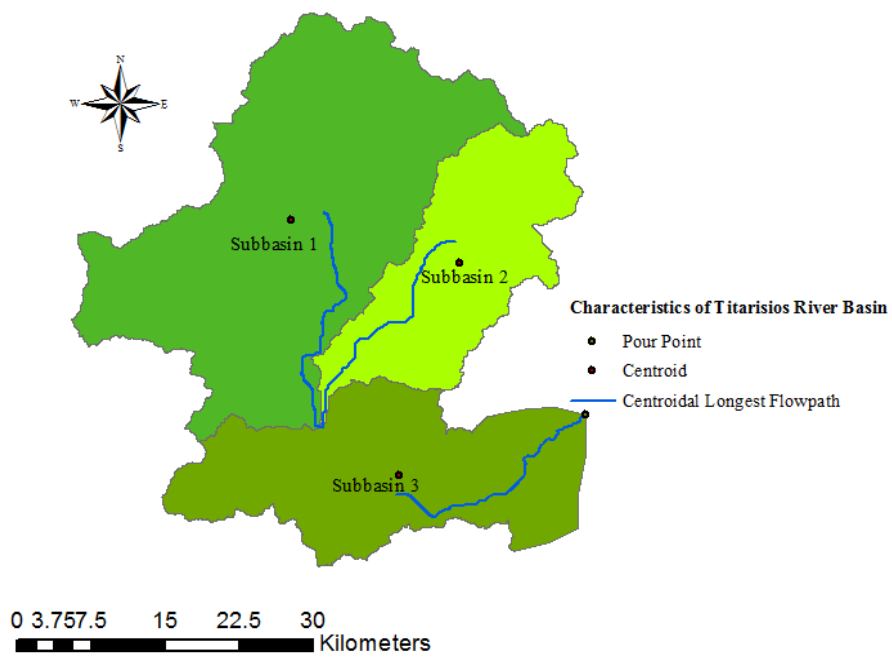 N
W E
S
Subbasin 1
Subbasin 2
Characteristics of Titarisios River Basin
Pour Point
Centroid
Centroidal Longest Flowpath
Subbasin 3
0 3.757.5 15 22.5 30
Kilometers